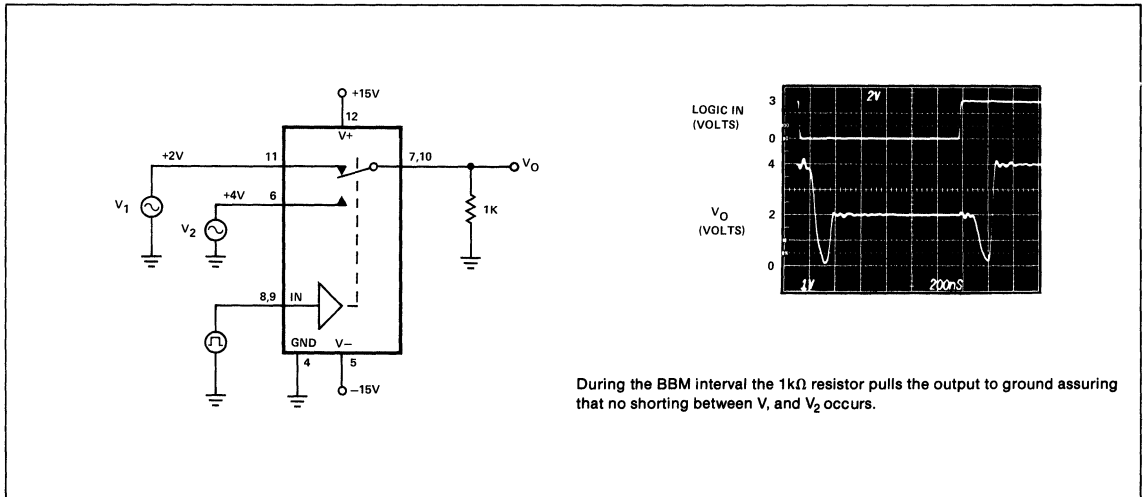 +15V
12
V+
+2V
11
7,10
VO
+4V
6
V1
V2
1K
8,9
IN
GND
V−
4
5
−15V
LOGIC IN
(VOLTS)
3
0
2V
4
VO
(VOLTS)
2
0
1V
200nS
During the BBM interval the 1kΩ resistor pulls the output to ground assuring
that no shorting between V, and V2 occurs.